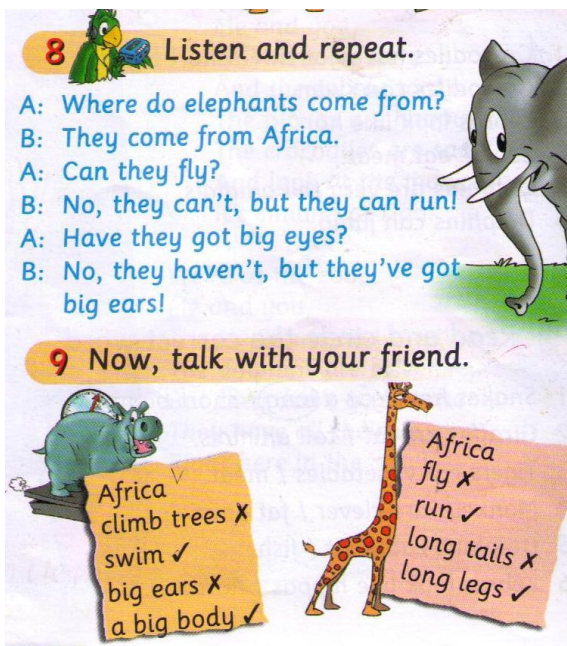 8 Listen and repeat.
A: Where do elephants come from?
B: They come from Africa.
A: Can they fly?
B: No, they can't, but they can run!
A: Have they got big eyes?
B: No, they haven't, but they've got
big ears!
9 Now, talk with your friend.
Africa
climb trees ✗
swim ✓
big ears ✗
a big body ✓
Africa
fly ✗
run ✓
long tails ✗
long legs ✓